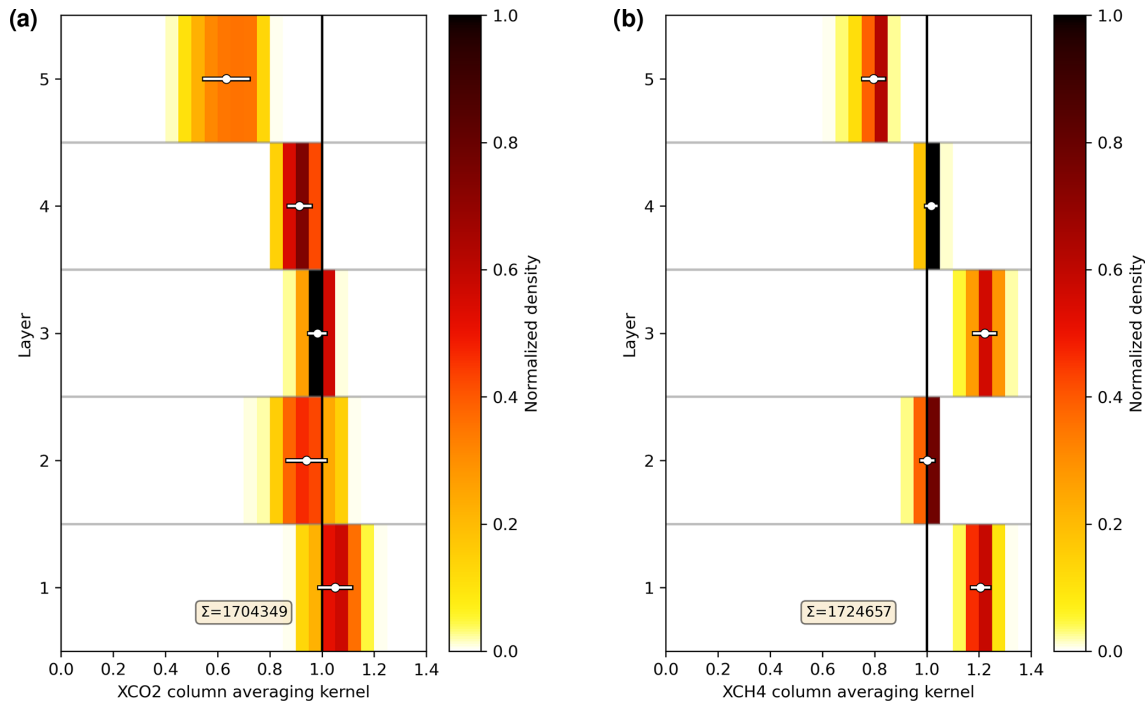 (a)
5
4
3
2
1
Layer
Σ=1704349
0.0 0.2 0.4 0.6 0.8 1.0 1.2 1.4
XCO2 column averaging kernel
1.0
0.8
0.6
0.4
0.2
0.0
Normalized density
(b)
5
4
3
2
1
Layer
Σ=1724657
0.0 0.2 0.4 0.6 0.8 1.0 1.2 1.4
XCH4 column averaging kernel
1.0
0.8
0.6
0.4
0.2
0.0
Normalized density